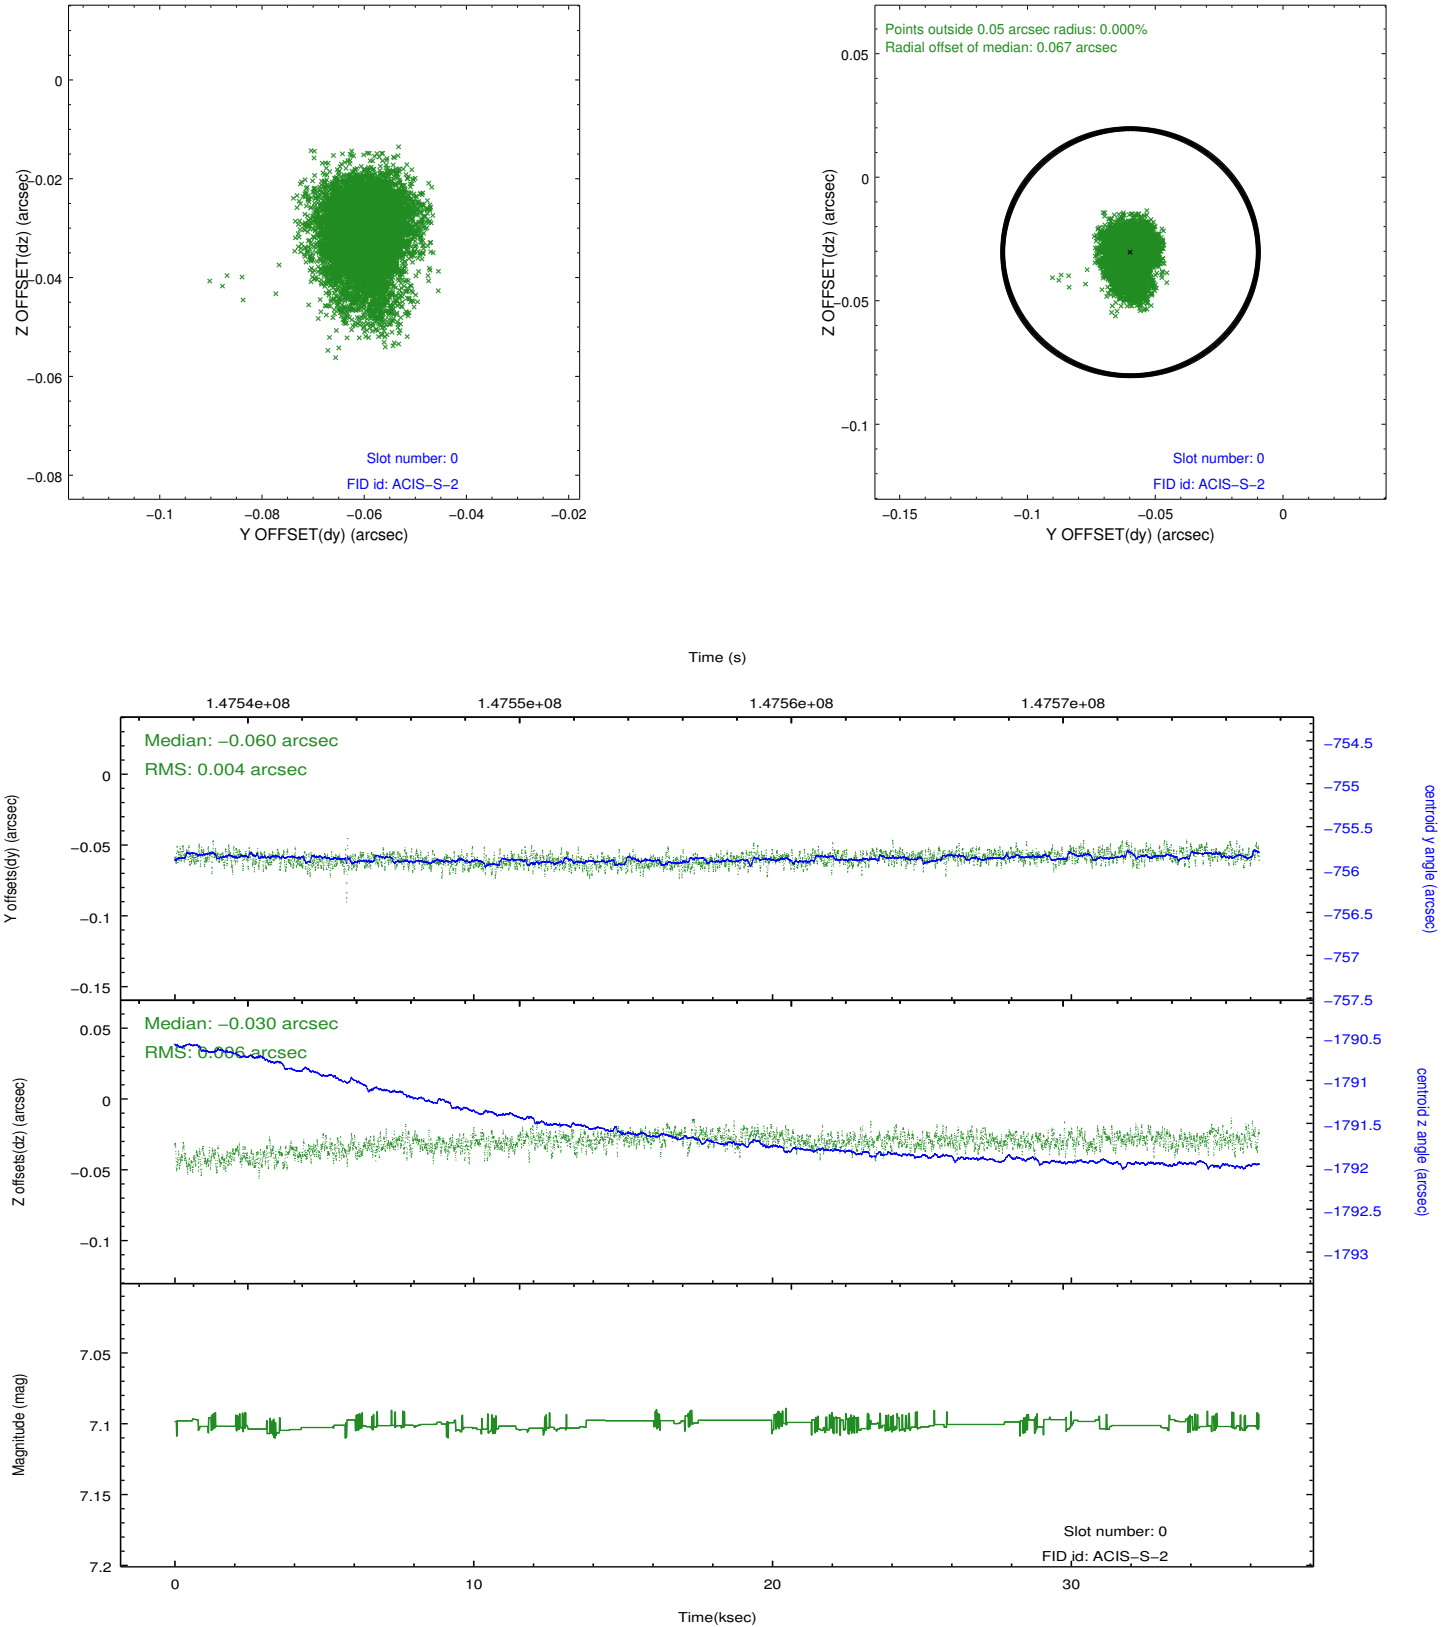 0
−0.02
−0.04
−0.06
−0.08
Z OFFSET(dz) (arcsec)
Slot number: 0
FID id: ACIS−S−2
−0.1
−0.08
−0.06
−0.04
−0.02
Y OFFSET(dy) (arcsec)
Points outside 0.05 arcsec radius: 0.000%
Radial offset of median: 0.067 arcsec
0.05
0
−0.05
−0.1
Z OFFSET(dz) (arcsec)
Slot number: 0
FID id: ACIS−S−2
−0.15
−0.1
−0.05
0
Y OFFSET(dy) (arcsec)
Time (s)
1.4754e+08
1.4755e+08
1.4756e+08
1.4757e+08
Median: −0.060 arcsec
RMS: 0.004 arcsec
0
−0.05
−0.1
−0.15
Y offsets(dy) (arcsec)
−754.5
−755
−755.5
−756
−756.5
−757
−757.5
centroid y angle (arcsec)
Median: −0.030 arcsec
RMS: 0.006 arcsec
0.05
0
−0.05
−0.1
Z offsets(dz) (arcsec)
−1790.5
−1791
−1791.5
−1792
−1792.5
−1793
centroid z angle (arcsec)
7.05
7.1
7.15
7.2
Magnitude (mag)
Slot number: 0
FID id: ACIS−S−2
0
10
20
30
Time(ksec)